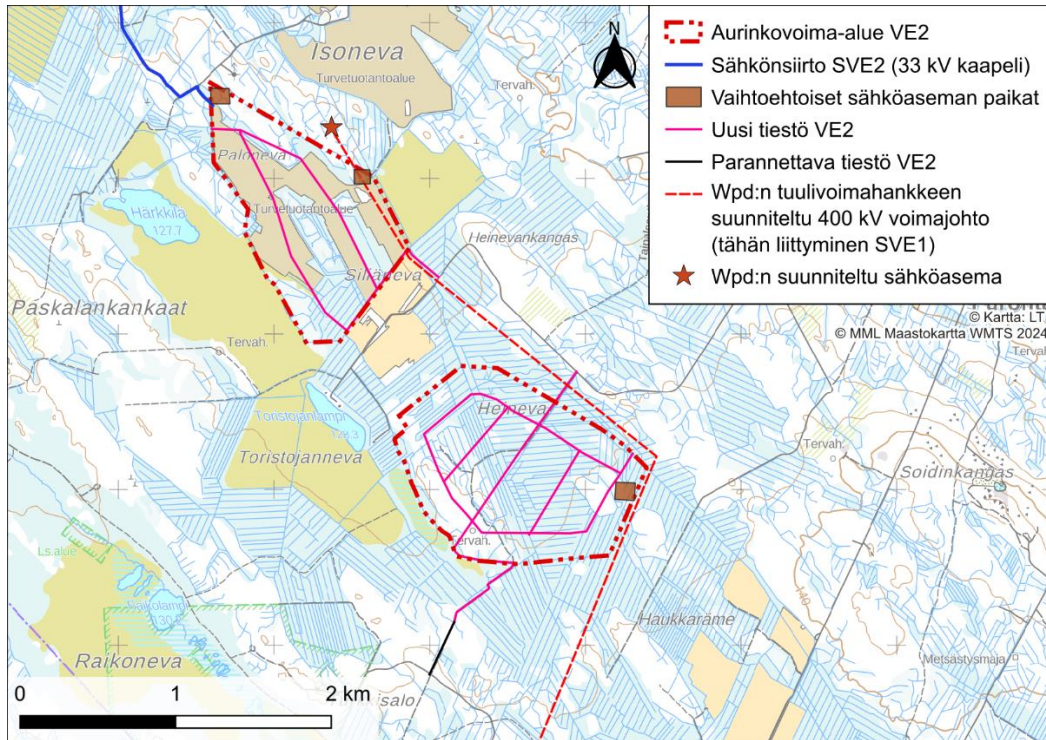 Aurinkovoima-alue VE2
Sähkönsiirto SVE2 (33 kV kaapeli)
Vaihtoehtoiset sähköaseman paikat
Uusi tiestö VE2
Parannettava tiestö VE2
Wpd:n tuulivoimahankkeen
suunniteltu 400 kV voimajohto
(tähän liittyminen SVE1)
Wpd:n suunniteltu sähköasema
© Kartta: LT
© MML Maastokartta WMTS 2024
Isoneva
Turvetuotantoalue
Tervah.
Paloneva
Härkkilä
127.7
Turvetuotantoalue
Heinevankangas
Siliäneva
Paskalankankaat
Tervah.
Heineva
Toristojanlampi
Toristojanneva
Tervah.
Soidinkangas
Tervah.
Ls.alue
Haukkaräme
Raikoneva
Metsästysmaja
140
0
1
2 km